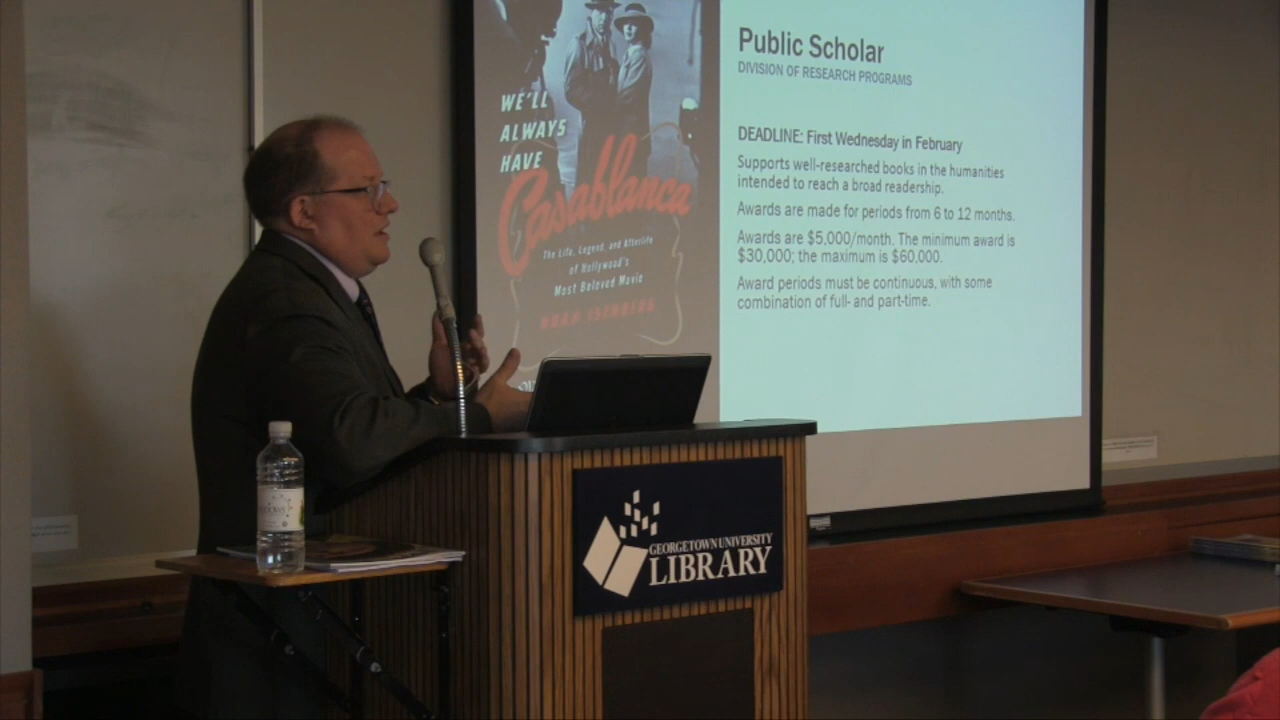 WE'LL
ALWAYS
HAVE
Casablanca
The Life, Legend, and Afterlife
of Hollywood's
Most Beloved Movie
NOAH ISENBERG
Public Scholar
DIVISION OF RESEARCH PROGRAMS
DEADLINE: First Wednesday in February
Supports well-researched books in the humanities
intended to reach a broad readership.
Awards are made for periods from 6 to 12 months.
Awards are $5,000/month. The minimum award is
$30,000; the maximum is $60,000.
Award periods must be continuous, with some
combination of full- and part-time.
GEORGETOWN UNIVERSITY
LIBRARY